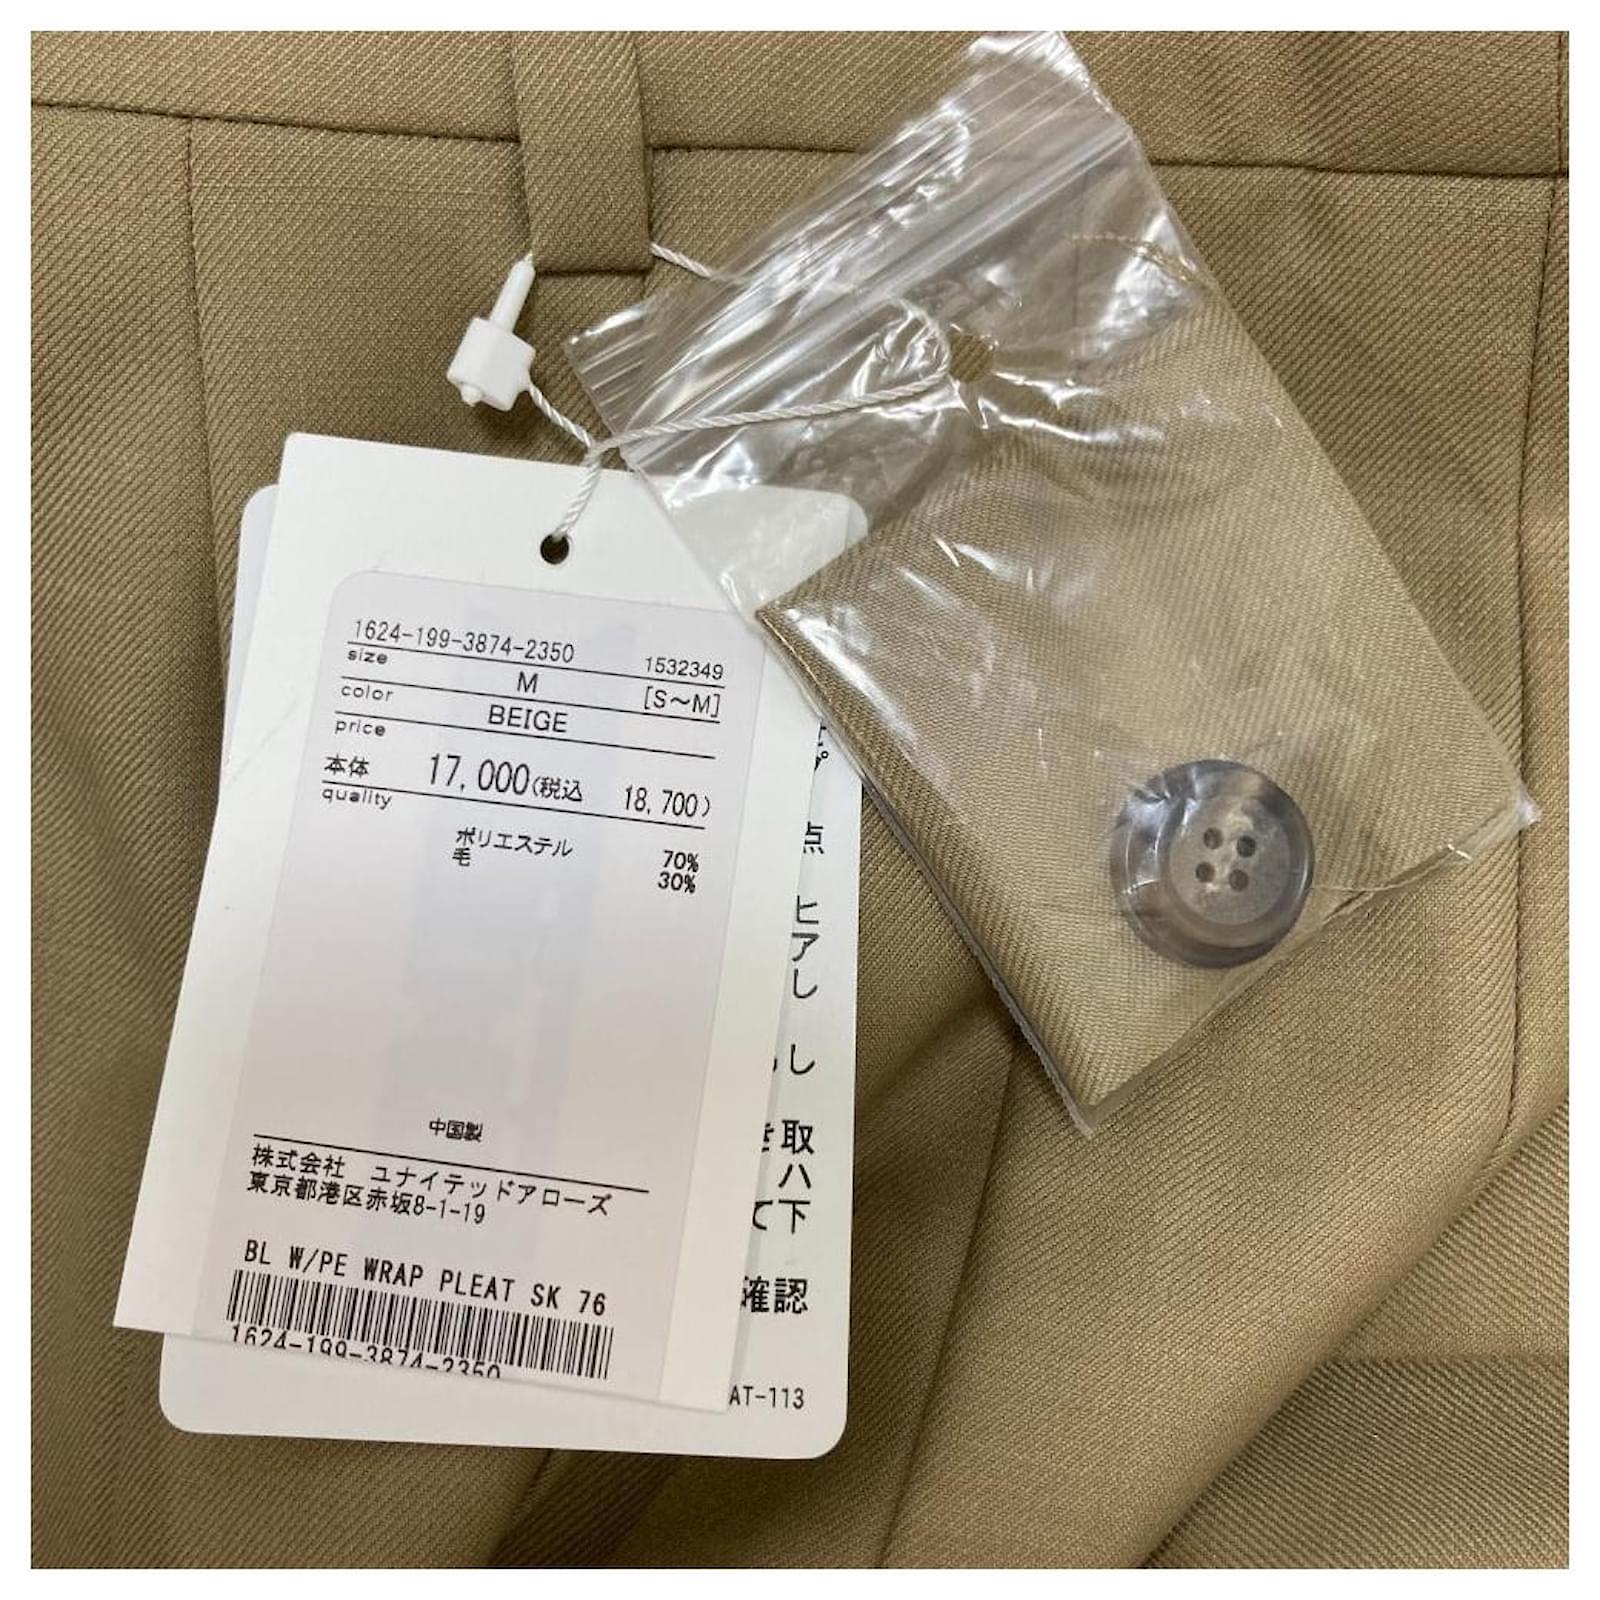 1624-199-3874-2350 1532349
size M [S～M]
color BEIGE
price
本体 17,000(税込 18,700)
quality
ポリエステル 70%
毛 30%
中国製
株式会社 ユナイテッドアローズ
東京都港区赤坂8-1-19
BL W/PE WRAP PLEAT SK 76
1624-199-3874-2350
点
ヒ
アし
し
き取
ハ
て下
確認
AT-113